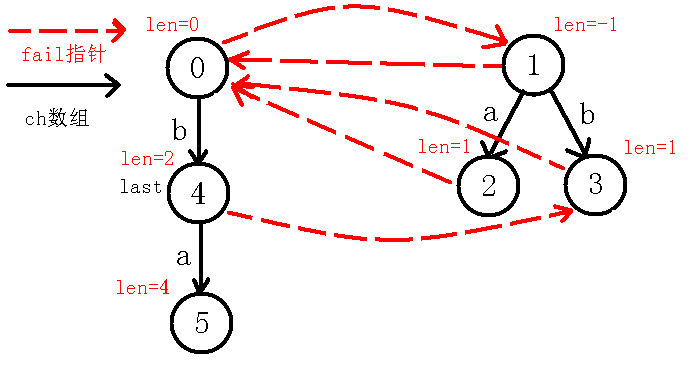 len=0
len=-1
fail指针
0
1
ch数组
b
a
b
len=2
len=1
len=1
last
4
2
3
a
len=4
5